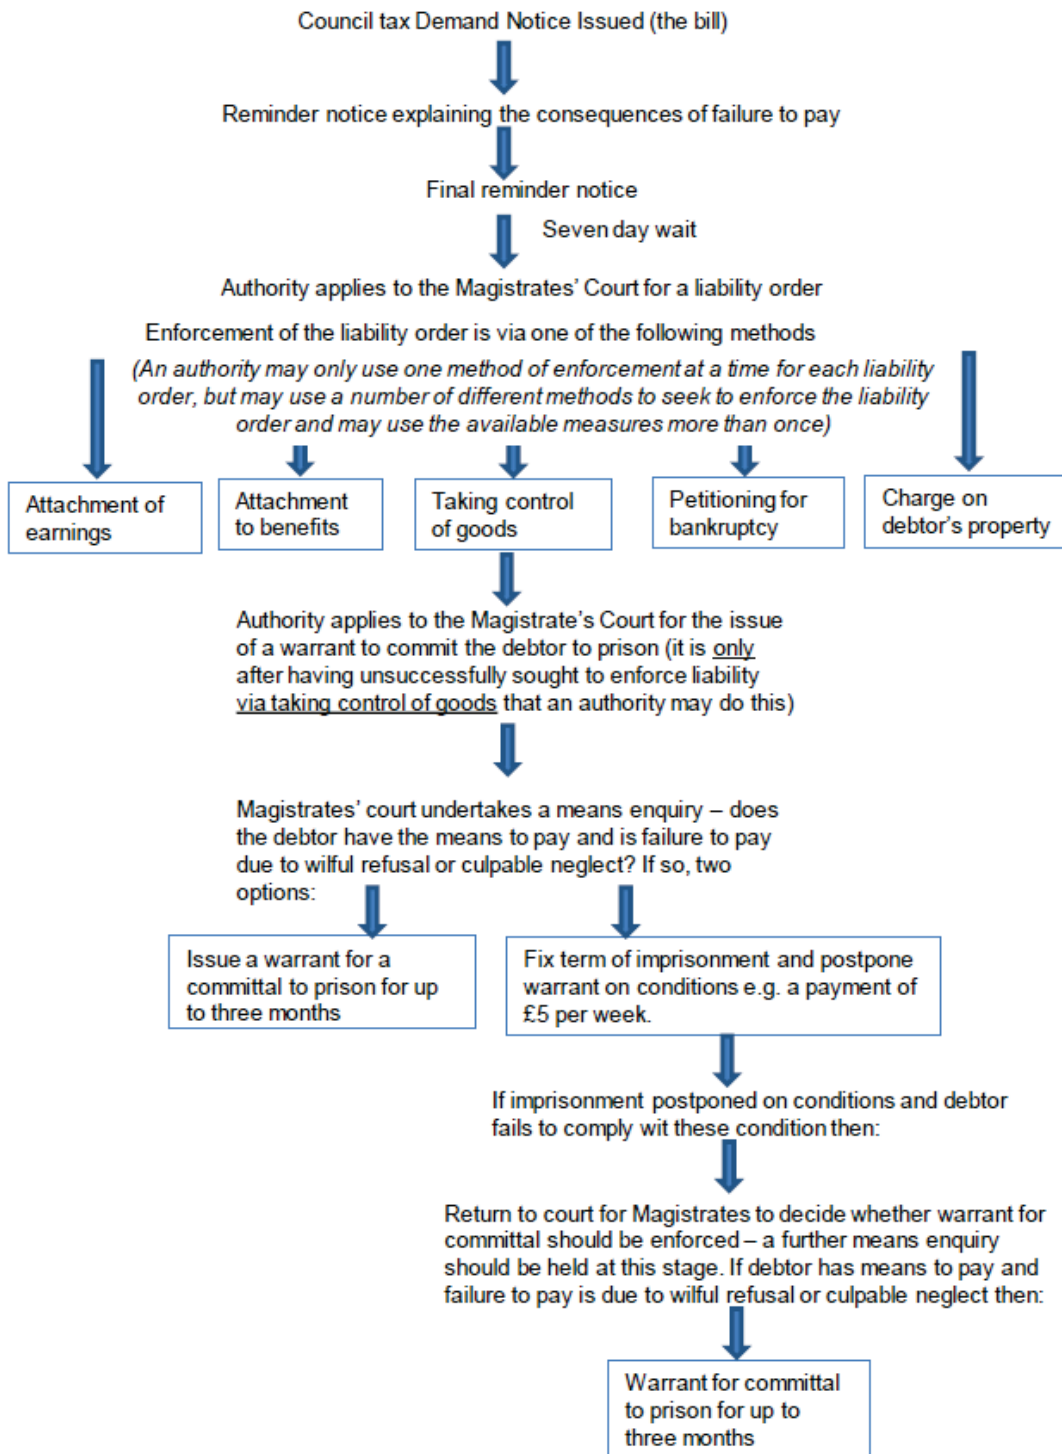 Council tax Demand Notice Issued (the bill)
Reminder notice explaining the consequences of failure to pay
Final reminder notice
Seven day wait
Authority applies to the Magistrates’ Court for a liability order
Enforcement of the liability order is via one of the following methods
(An authority may only use one method of enforcement at a time for each liability
order, but may use a number of different methods to seek to enforce the liability
order and may use the available measures more than once)
Attachment of
earnings
Attachment
to benefits
Taking control
of goods
Petitioning for
bankruptcy
Charge on
debtor’s property
Authority applies to the Magistrate’s Court for the issue
of a warrant to commit the debtor to prison (it is only
after having unsuccessfully sought to enforce liability
via taking control of goods that an authority may do this)
Magistrates’ court undertakes a means enquiry – does
the debtor have the means to pay and is failure to pay
due to wilful refusal or culpable neglect? If so, two
options:
Issue a warrant for a
committal to prison for up
to three months
Fix term of imprisonment and postpone
warrant on conditions e.g. a payment of
£5 per week.
If imprisonment postponed on conditions and debtor
fails to comply wit these condition then:
Return to court for Magistrates to decide whether warrant for
committal should be enforced – a further means enquiry
should be held at this stage. If debtor has means to pay and
failure to pay is due to wilful refusal or culpable neglect then:
Warrant for committal
to prison for up to
three months